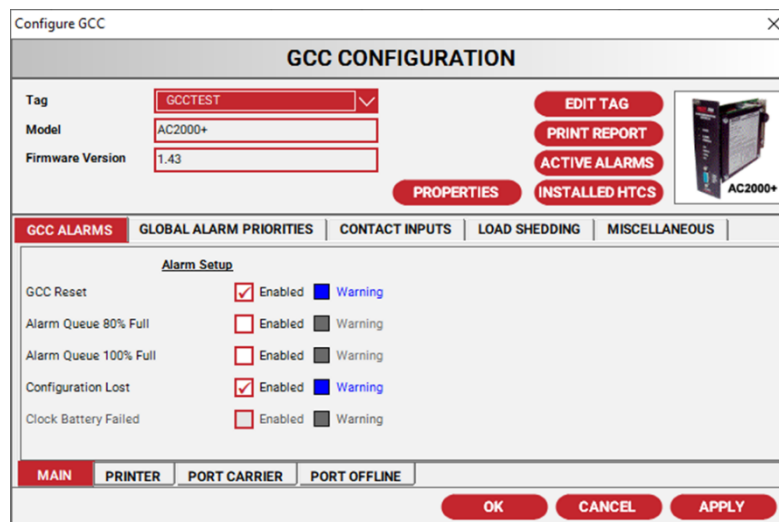 Configure GCC
GCC CONFIGURATION
Tag GCCTEST EDIT TAG
Model AC2000+ PRINT REPORT
Firmware Version 1.43 ACTIVE ALARMS
PROPERTIES INSTALLED HTCS AC2000+
GCC ALARMS GLOBAL ALARM PRIORITIES CONTACT INPUTS LOAD SHEDDING MISCELLANEOUS
Alarm Setup
GCC Reset Enabled Warning
Alarm Queue 80% Full Enabled Warning
Alarm Queue 100% Full Enabled Warning
Configuration Lost Enabled Warning
Clock Battery Failed Enabled Warning
MAIN PRINTER PORT CARRIER PORT OFFLINE
OK CANCEL APPLY